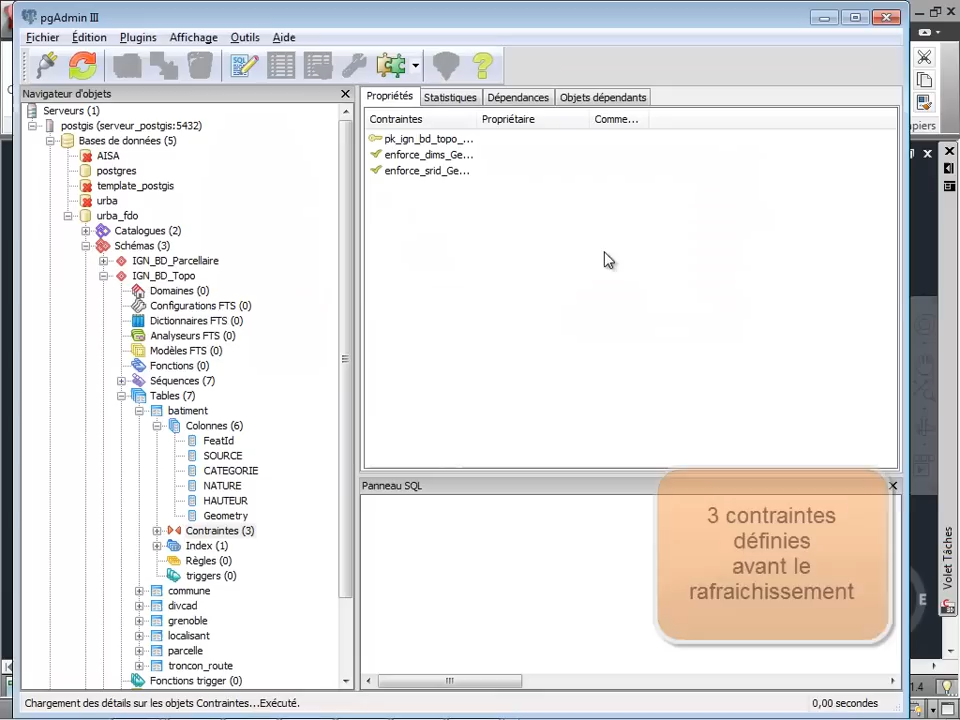 pgAdmin III
Fichier Édition Plugins Affichage Outils Aide
Navigateur d'objets
Serveurs (1)
postgis (serveur_postgis:5432)
Bases de données (5)
AISA
postgres
template_postgis
urba
urba_fdo
Catalogues (2)
Schémas (3)
IGN_BD_Parcellaire
IGN_BD_Topo
Domaines (0)
Configurations FTS (0)
Dictionnaires FTS (0)
Analyseurs FTS (0)
Modèles FTS (0)
Fonctions (0)
Séquences (7)
Tables (7)
batiment
Colonnes (6)
FeatId
SOURCE
CATEGORIE
NATURE
HAUTEUR
Geometry
Contraintes (3)
Index (1)
Règles (0)
triggers (0)
commune
divcad
grenoble
localisant
parcelle
troncon_route
Fonctions trigger (0)
Propriétés Statistiques Dépendances Objets dépendants
Contraintes Propriétaire Comme...
pk_ign_bd_topo_...
enforce_dims_Ge...
enforce_srid_Ge...
Panneau SQL
3 contraintes
définies
avant le
rafraichissement
Chargement des détails sur les objets Contraintes...Exécuté.
0,00 secondes
apiers
Volet Tâches
E
1.4